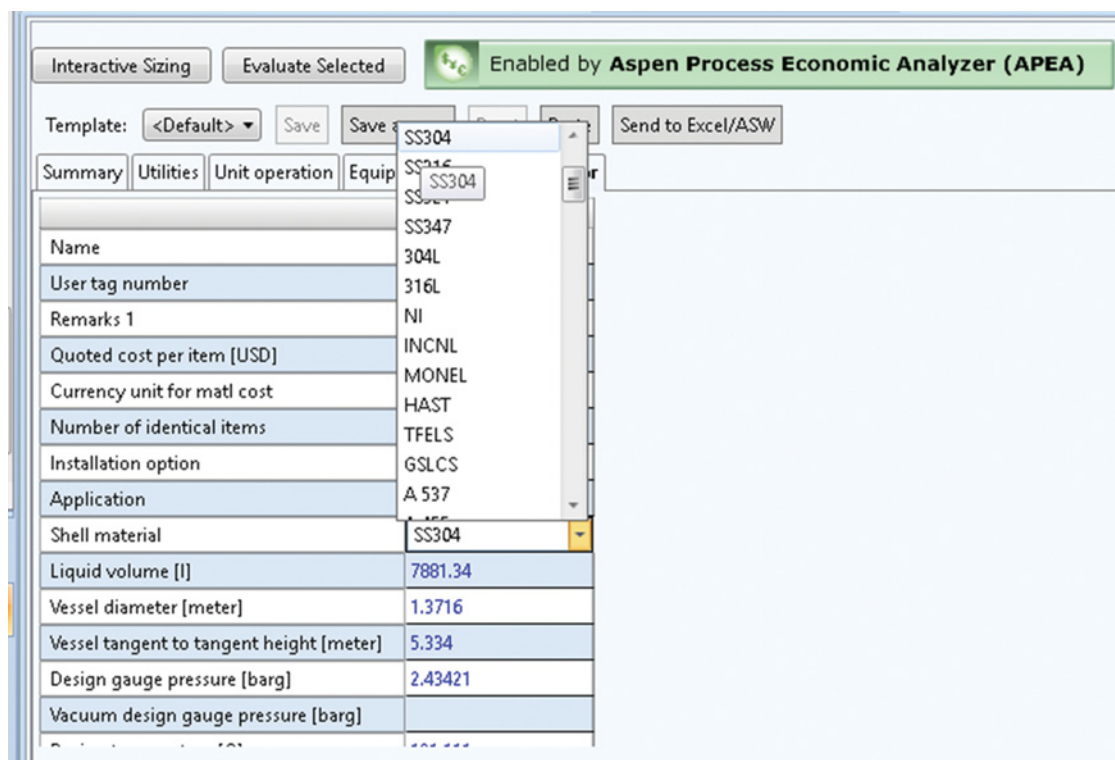 Interactive Sizing Evaluate Selected Enabled by Aspen Process Economic Analyzer (APEA)
Template: <Default> Save Save a Send to Excel/ASW
Summary Utilities Unit operation Equip r
SS304
SS304
SS347
304L
316L
NI
INCNL
MONEL
HAST
TFELS
GSLCS
A 537
Name
User tag number
Remarks 1
Quoted cost per item [USD]
Currency unit for matl cost
Number of identical items
Installation option
Application
Shell material SS304
Liquid volume [l] 7881.34
Vessel diameter [meter] 1.3716
Vessel tangent to tangent height [meter] 5.334
Design gauge pressure [barg] 2.43421
Vacuum design gauge pressure [barg]